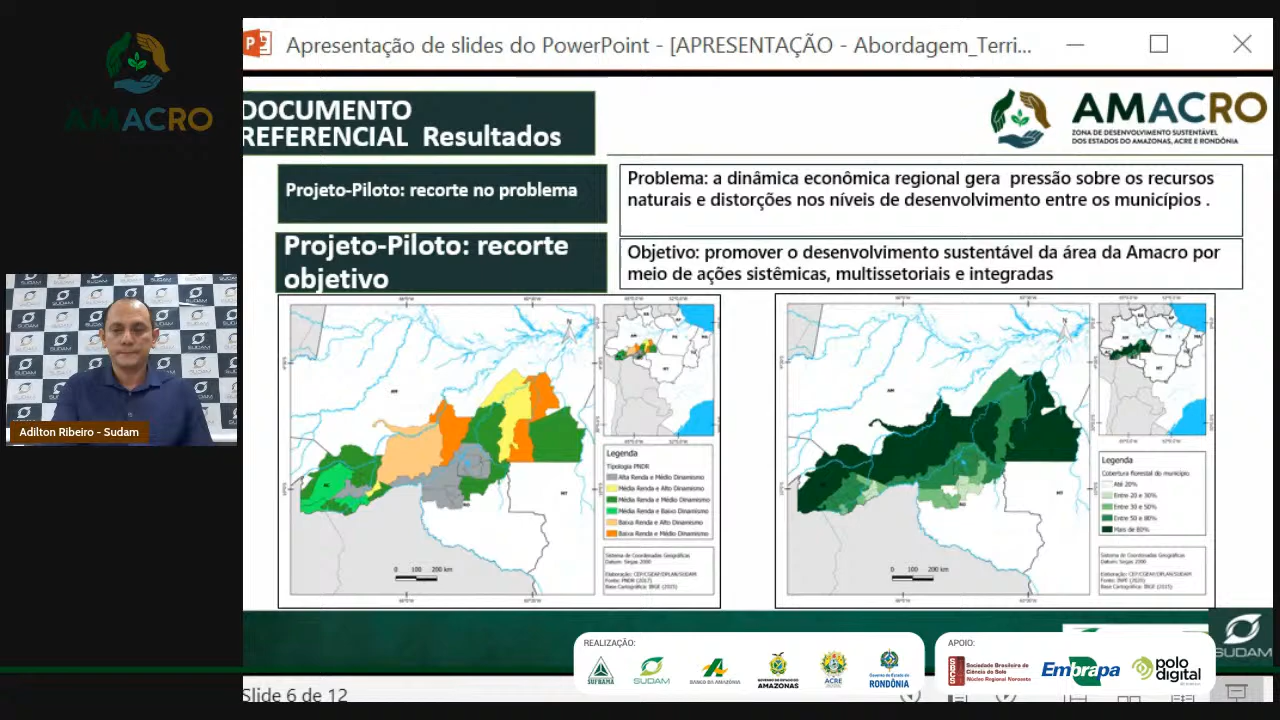 AMACRO
Apresentação de slides do PowerPoint - [APRESENTAÇÃO - Abordagem_Terri...
DOCUMENTO
REFERENCIAL Resultados
AMACRO
ZONA DE DESENVOLVIMENTO SUSTENTÁVEL
DOS ESTADOS DO AMAZONAS, ACRE E RONDÔNIA
Projeto-Piloto: recorte no problema
Problema: a dinâmica econômica regional gera pressão sobre os recursos
naturais e distorções nos níveis de desenvolvimento entre os municípios .
Projeto-Piloto: recorte
objetivo
Objetivo: promover o desenvolvimento sustentável da área da Amacro por
meio de ações sistêmicas, multissetoriais e integradas
AM
AC
RO
MT
Legenda
Tipologia PNDR
Alta Renda e Médio Dinamismo
Média Renda e Alto Dinamismo
Média Renda e Médio Dinamismo
Média Renda e Baixo Dinamismo
Baixa Renda e Alto Dinamismo
Baixa Renda e Médio Dinamismo
Sistema de Coordenadas Geográficas
Datum: Sirgas 2000
Elaboração: CEP/CGEAP/DPLAN/SUDAM
Fonte: PNDR (2017)
Base Cartográfica: IBGE (2015)
0 100 200 km
AM
RO
MT
Legenda
Cobertura florestal do município
Até 20%
Entre 20 e 30%
Entre 30 e 50%
Entre 50 e 80%
Mais de 80%
Sistema de Coordenadas Geográficas
Datum: Sirgas 2000
Base Cartográfica: IBGE (2015)
0 100 200 km
SUDAM
Adilton Ribeiro - Sudam
REALIZAÇÃO:
SUFRAMA
SUDAM
BANCO DA AMAZÔNIA
GOVERNO DO ESTADO DO
AMAZONAS
ACRE
Governo do Estado de
RONDÔNIA
APOIO:
Sociedade Brasileira de
Ciência do Solo
Núcleo Regional Noroeste
Embrapa
polo
digital
SUDAM
Slide 6 de 12